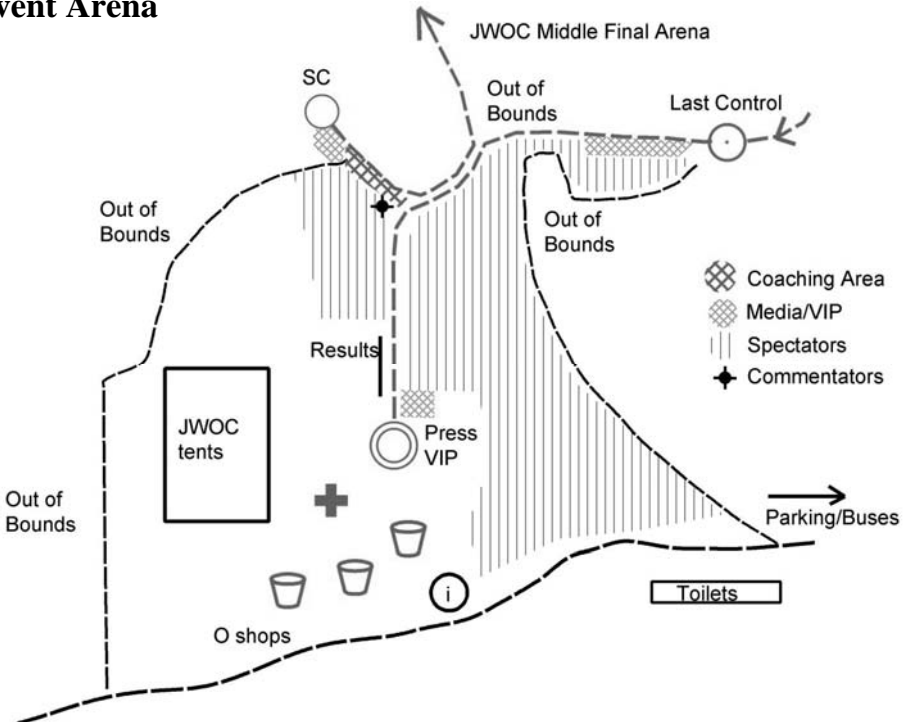 vent Arena
JWOC Middle Final Arena
SC
Out of
Bounds
Last Control
Out of
Bounds
Out of
Bounds
Coaching Area
Media/VIP
Spectators
Commentators
Results
JWOC
tents
Press
VIP
Out of
Bounds
Parking/Buses
i
Toilets
O shops